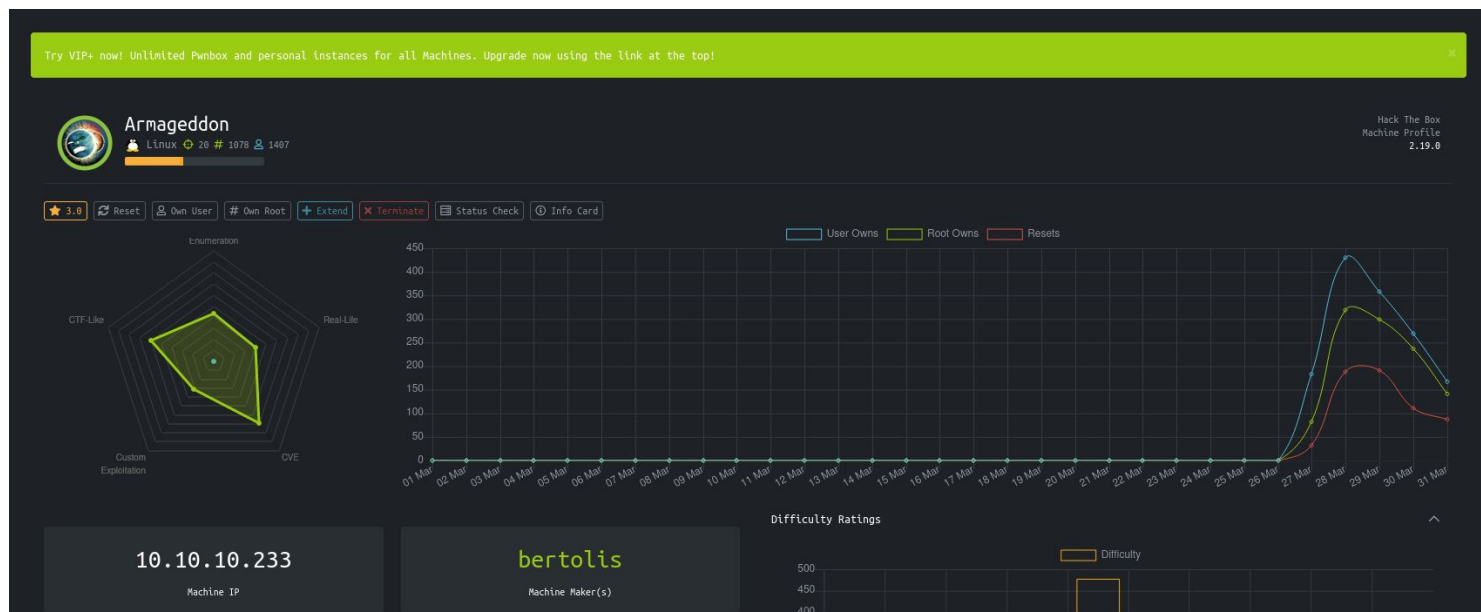 Try VIP+ now! Unlimited Pwnbox and personal instances for all Machines. Upgrade now using the link at the top! ×
Armageddon
Linux 20 # 1078 1407
Hack The Box
Machine Profile
2.19.0
3.0 Reset Own User # Own Root + Extend × Terminate Status Check Info Card
User Owns Root Owns Resets
Enumeration
CTF-Like
Real-Life
Custom
Exploitation
CVE
450
400
350
300
250
200
150
100
50
0
01 Mar 02 Mar 03 Mar 04 Mar 05 Mar 06 Mar 07 Mar 08 Mar 09 Mar 10 Mar 11 Mar 12 Mar 13 Mar 14 Mar 15 Mar 16 Mar 17 Mar 18 Mar 19 Mar 20 Mar 21 Mar 22 Mar 23 Mar 24 Mar 25 Mar 26 Mar 27 Mar 28 Mar 29 Mar 30 Mar 31 Mar
10.10.10.233
Machine IP
bertolis
Machine Maker(s)
Difficulty Ratings
Difficulty
500
450
400